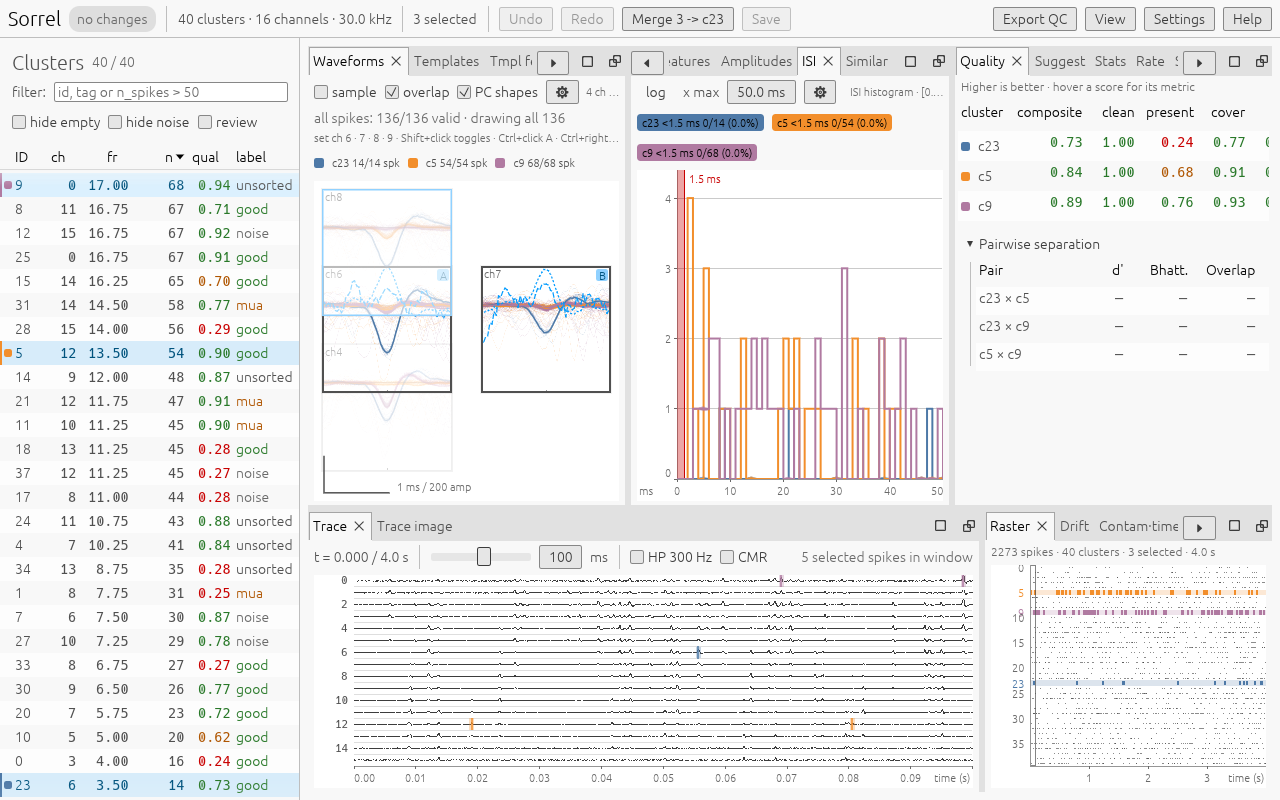 Sorrel no changes 40 clusters · 16 channels · 30.0 kHz 3 selected Undo Redo Merge 3 -> c23 Save Export QC View Settings Help
Clusters 40 / 40
filter: id, tag or n_spikes > 50
hide empty hide noise review
ID ch fr n qual label
9 0 17.00 68 0.94 unsorted
8 11 16.75 67 0.71 good
12 15 16.75 67 0.92 noise
25 0 16.75 67 0.91 good
15 14 16.25 65 0.70 good
31 14 14.50 58 0.77 mua
28 15 14.00 56 0.29 good
5 12 13.50 54 0.90 good
14 9 12.00 48 0.87 unsorted
21 12 11.75 47 0.91 mua
11 10 11.25 45 0.90 mua
18 13 11.25 45 0.28 good
37 12 11.25 45 0.27 noise
17 8 11.00 44 0.28 noise
24 11 10.75 43 0.88 unsorted
4 7 10.25 41 0.84 unsorted
34 13 8.75 35 0.28 unsorted
1 8 7.75 31 0.25 mua
7 6 7.50 30 0.87 noise
27 10 7.25 29 0.78 noise
33 8 6.75 27 0.27 good
30 9 6.50 26 0.77 good
20 7 5.75 23 0.72 good
10 5 5.00 20 0.62 good
0 3 4.00 16 0.24 good
23 6 3.50 14 0.73 good
Waveforms Templates Tmpl
sample overlap PC shapes 4 ch ...
all spikes: 136/136 valid · drawing all 136
set ch 6 · 7 · 8 · 9 · Shift+click toggles · Ctrl+click A · Ctrl+right...
c23 14/14 spk c5 54/54 spk c9 68/68 spk
ch8
ch6 A
ch7 B
ch4
1 ms / 200 amp
eatures Amplitudes ISI Similar
log x max 50.0 ms ISI histogram · [0....
c23 <1.5 ms 0/14 (0.0%) c5 <1.5 ms 0/54 (0.0%)
c9 <1.5 ms 0/68 (0.0%)
1.5 ms
4
3
2
1
0
ms 0 10 20 30 40 50
Quality Suggest Stats Rate
Higher is better · hover a score for its metric
cluster composite clean present cover
c23 0.73 1.00 0.24 0.77
c5 0.84 1.00 0.68 0.91
c9 0.89 1.00 0.76 0.93
Pairwise separation
Pair d' Bhatt. Overlap
c23 × c5 – – –
c23 × c9 – – –
c5 × c9 – – –
Trace Trace image
t = 0.000 / 4.0 s 100 ms HP 300 Hz CMR 5 selected spikes in window
0
2
4
6
8
10
12
14
0.00 0.01 0.02 0.03 0.04 0.05 0.06 0.07 0.08 0.09 time (s)
Raster Drift Contam-time
2273 spikes · 40 clusters · 3 selected · 4.0 s
0
5
9
10
15
20
23
25
30
35
1 2 3 time (s)